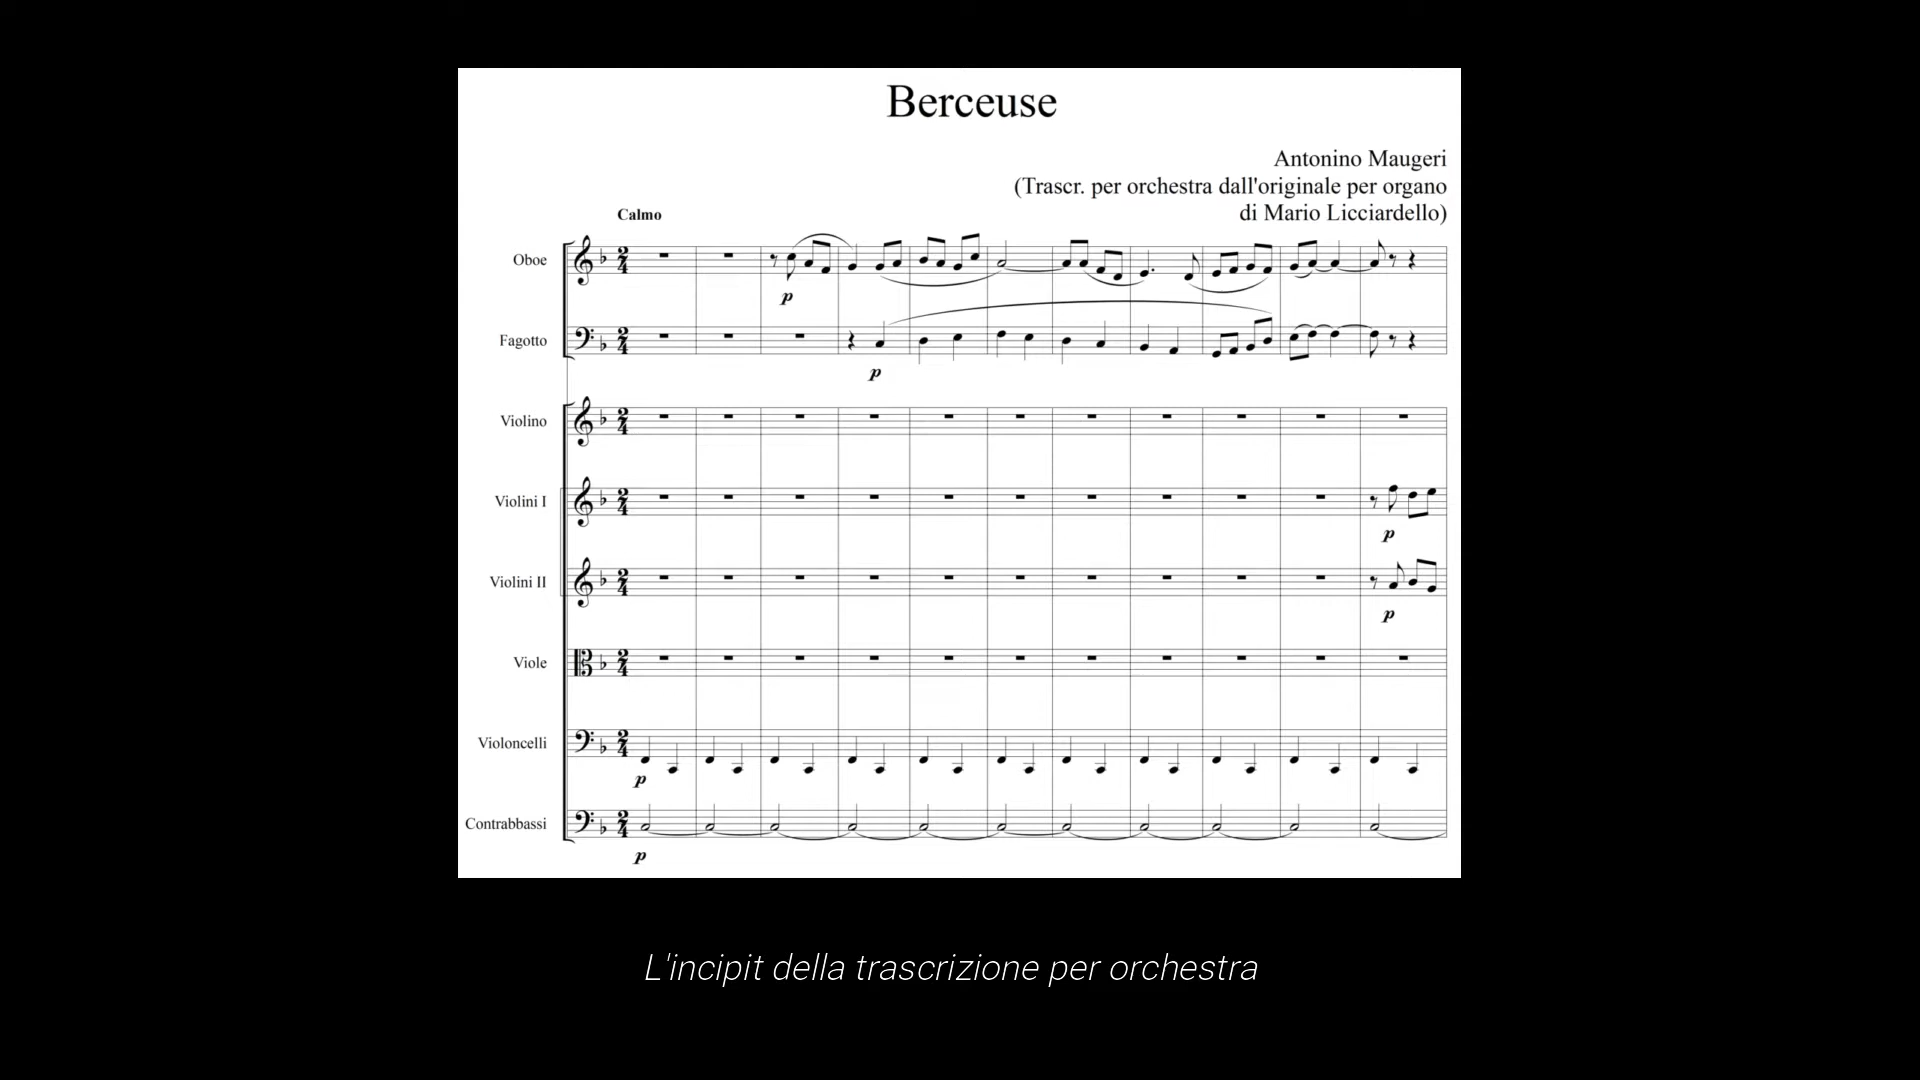 Berceuse
Antonino Maugeri
(Trascr. per orchestra dall'originale per organo
di Mario Licciardello)
Calmo
Oboe
p
Fagotto
p
Violino
Violini I
p
Violini II
p
Viole
Violoncelli
p
Contrabbassi
p
L'incipit della trascrizione per orchestra